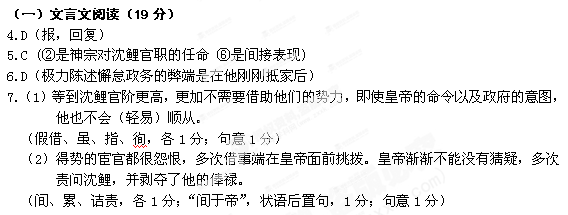 (一)文言文阅读(19 分)
4.D(报,回复)
5.C(②是神宗对沈鲤官职的任命 ⑥是间接表现)
6.D(极力陈述懈怠政务的弊端是在他刚刚抵家后)
7.(1)等到沈鲤官阶更高,更加不需要借助他们的势力,即使皇帝的命令以及政府的意图,
他也不会(轻易)顺从。
(假借、虽、指、徇,各 1 分;句意 1 分)
(2)得势的宦官都很怨恨,多次借事端在皇帝面前挑拨。皇帝渐渐不能没有猜疑,多次
责问沈鲤,并剥夺了他的俸禄。
(间、累、诘责,各 1 分;“间于帝”,状语后置句,1 分;句意 1 分)